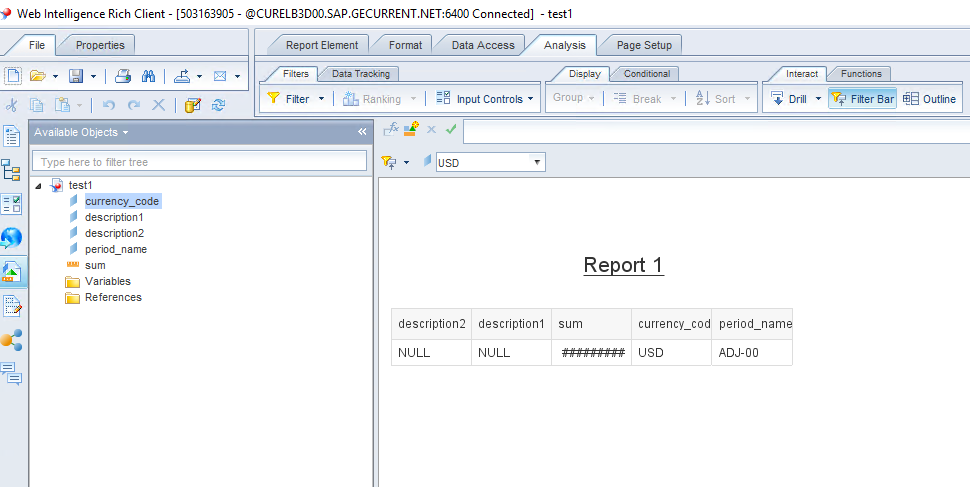 Web Intelligence Rich Client - [503163905 - @CURELB3D00.SAP.GECURRENT.NET:6400 Connected] - test1
File Properties
Report Element Format Data Access Analysis Page Setup
Filters Data Tracking
Display Conditional
Interact Functions
Filter Ranking Input Controls
Group Break Sort
Drill Filter Bar Outline
Available Objects
Type here to filter tree
test1
currency_code
description1
description2
period_name
sum
Variables
References
USD
Report 1
description2 description1 sum currency_cod period_name
NULL NULL ######### USD ADJ-00